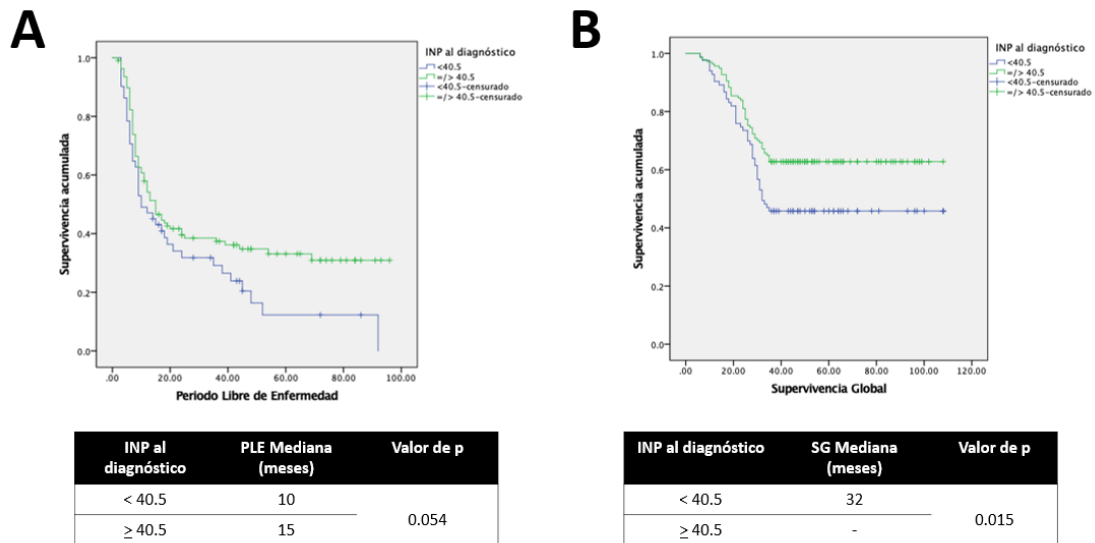 A
INP al diagnóstico
<40.5
=/> 40.5
<40.5-censurado
=/> 40.5-censurado
Supervivencia acumulada
1.0
0.8
0.6
0.4
0.2
0.0
.00 20.00 40.00 60.00 80.00 100.00
Periodo Libre de Enfermedad
INP al diagnóstico PLE Mediana (meses) Valor de p
< 40.5 10
0.054
≥ 40.5 15
B
INP al diagnóstico
<40.5
=/> 40.5
<40.5-censurado
=/> 40.5-censurado
Supervivencia acumulada
1.0
0.8
0.6
0.4
0.2
0.0
.00 20.00 40.00 60.00 80.00 100.00 120.00
Supervivencia Global
INP al diagnóstico SG Mediana (meses) Valor de p
< 40.5 32
0.015
≥ 40.5 -